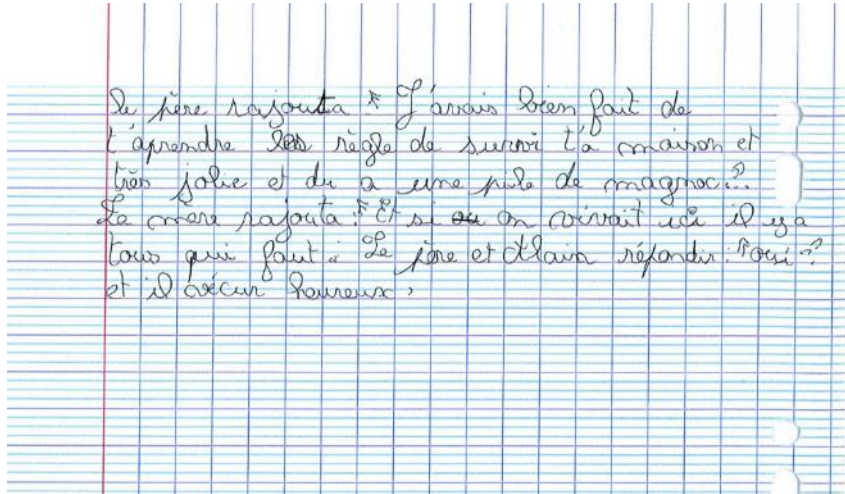 Le père rajouta : "J'avais bien fait de
t'aprendre les règle de survi t'a maison et
très jolie et du a une pile de magnoc".
La mère rajouta : "Et si on vivait ici il y a
tous qui faut". Le père et Alain répondir : "oui"
et il vécur heureux.